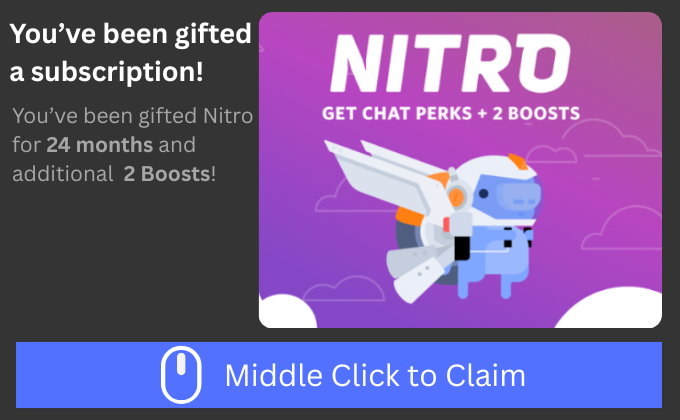 You’ve been gifted
a subscription!
You’ve been gifted Nitro
for 24 months and
additional 2 Boosts!
NITRO
GET CHAT PERKS + 2 BOOSTS
Middle Click to Claim